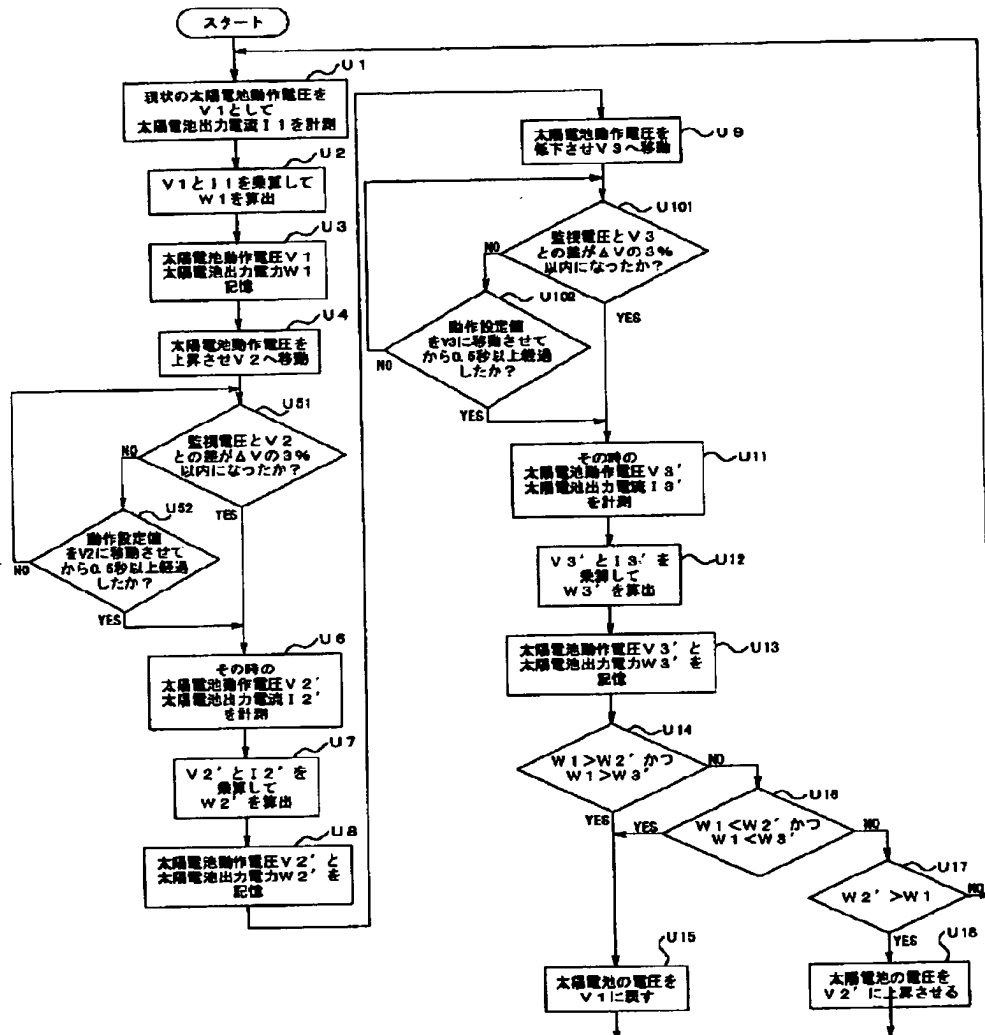 スタート
U1
現状の太陽電池動作電圧を
V1として
太陽電池出力電流I1を計測
U2
V1とI1を乗算して
W1を算出
U3
太陽電池動作電圧V1
太陽電池出力電力W1
記憶
U4
太陽電池動作電圧を
上昇させV2へ移動
U51
監視電圧とV2
との差がΔVの3%
以内になったか?
NO
YES
U52
動作設定値
をV2に移動させて
から0.5秒以上経過
したか?
NO
YES
U6
その時の
太陽電池動作電圧V2'
太陽電池出力電流I2'
を計測
U7
V2'とI2'を
乗算して
W2'を算出
U8
太陽電池動作電圧V2'と
太陽電池出力電力W2'を
記憶
U9
太陽電池動作電圧を
低下させV3へ移動
U101
監視電圧とV3
との差がΔVの3%
以内になったか?
NO
YES
U102
動作設定値
をV3に移動させて
から0.5秒以上経過
したか?
NO
YES
U11
その時の
太陽電池動作電圧V3'
太陽電池出力電流I3'
を計測
U12
V3'とI3'を
乗算して
W3'を算出
U13
太陽電池動作電圧V3'と
太陽電池出力電力W3'を
記憶
U14
W1>W2'かつ
W1>W3'
NO
YES
U16
W1<W2'かつ
W1<W3'
YES
NO
U17
W2'>W1
NO
YES
U15
太陽電池の電圧を
V1に戻す
U18
太陽電池の電圧を
V2'に上昇させる